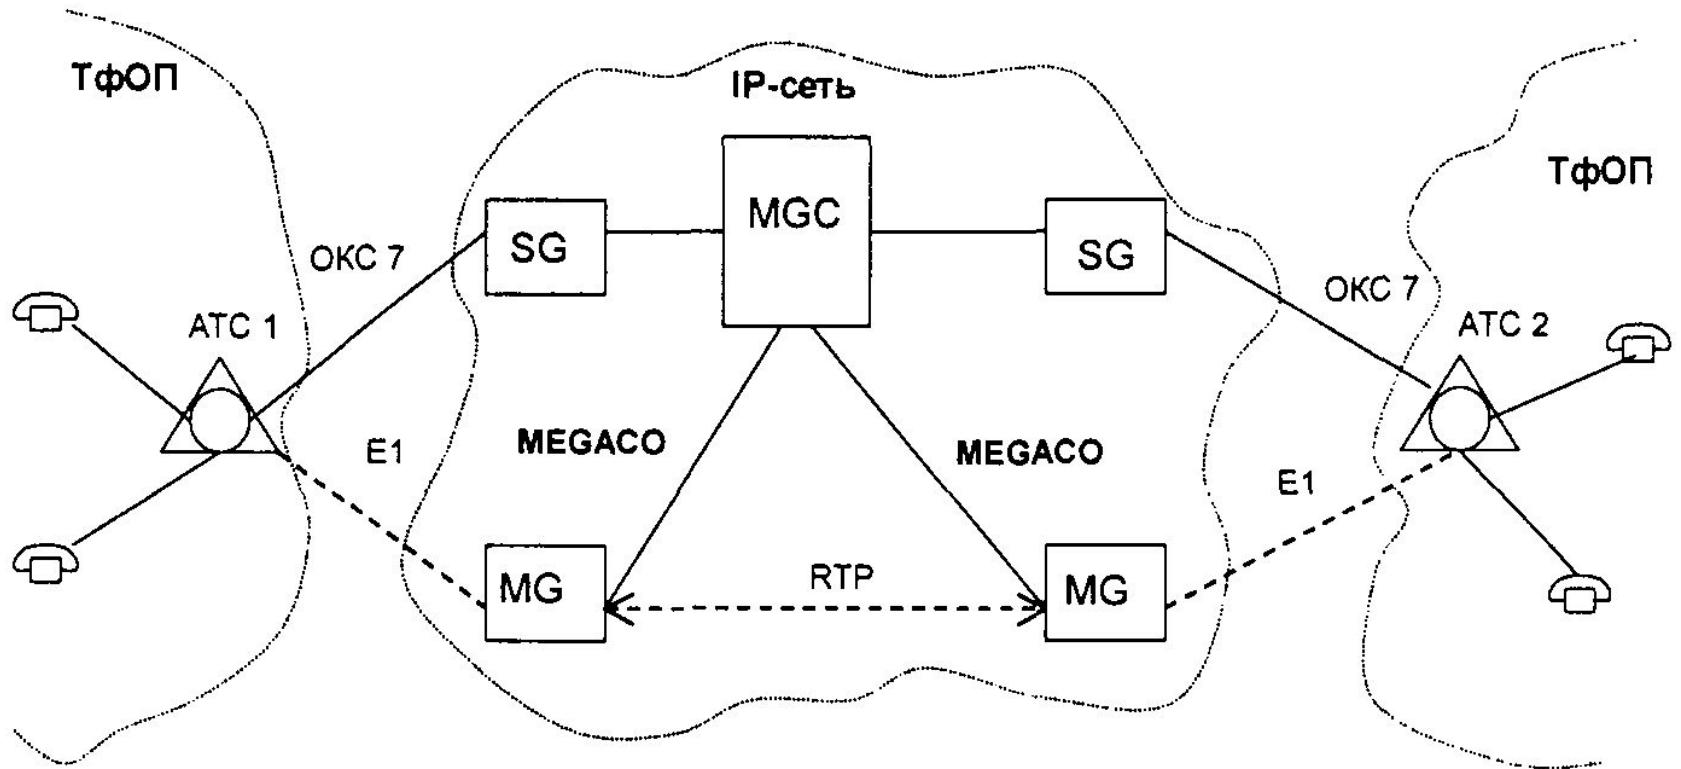 ТфОП
IP-сеть
ТфОП
MGC
SG
SG
ОКС 7
ОКС 7
АТС 1
АТС 2
MEGACO
MEGACO
E1
E1
MG
RTP
MG